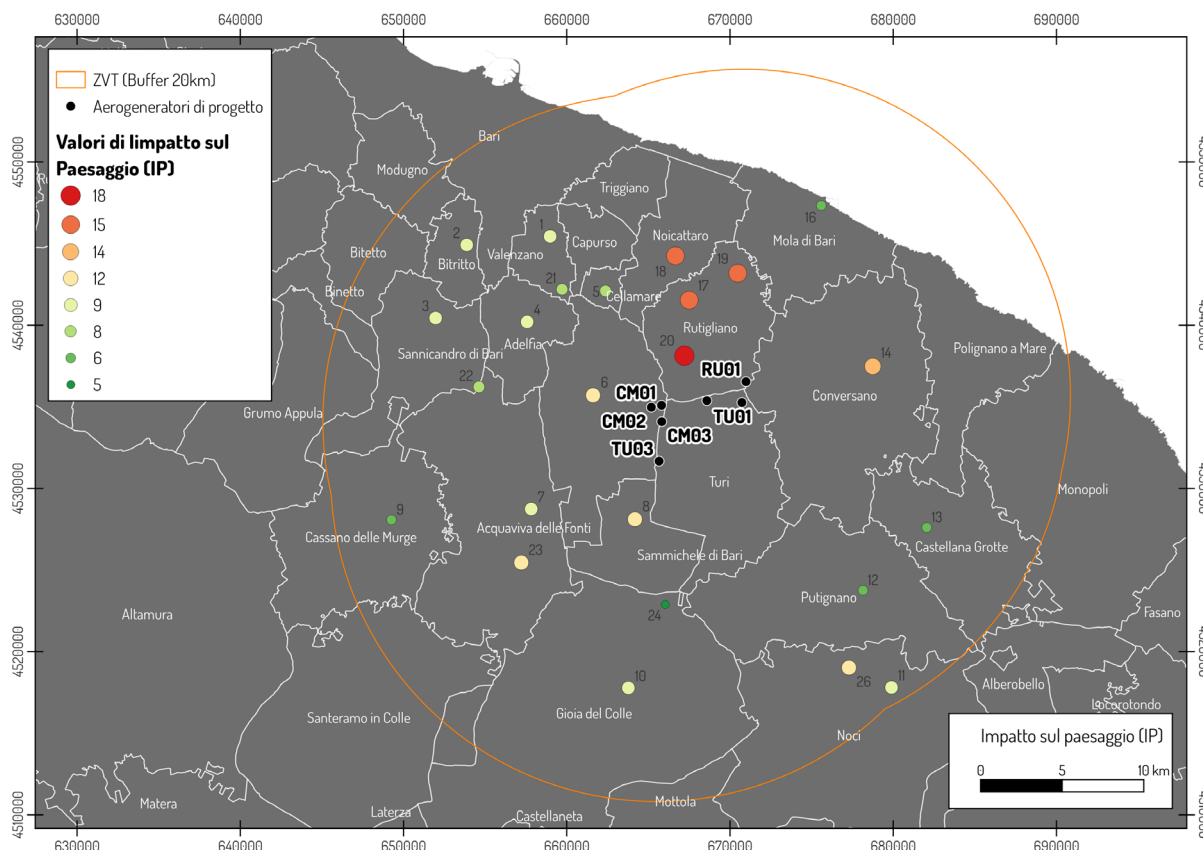 630000
640000
650000
660000
670000
680000
690000
ZVT (Buffer 20km)
Aerogeneratori di progetto
Valori di Iimpatto sul
Paesaggio (IP)
18
15
14
12
9
8
6
5
4550000
4540000
4530000
4520000
4510000
4550000
4540000
4530000
4520000
4510000
Bari
Modugno
Triggiano
Bitetto
2
Bitritto
1
Valenzano
Capurso
Noicattaro
18
19
16
Mola di Bari
Binetto
21
5
Cellamare
17
Rutigliano
3
Sannicandro di Bari
4
Adelfia
20
Polignano a Mare
14
Conversano
22
Grumo Appula
6
RU01
CM01
CM02
CM03
TU01
TU03
Turi
Monopoli
9
Cassano delle Murge
7
Acquaviva delle Fonti
8
23
Sammichele di Bari
13
Castellana Grotte
12
Putignano
Altamura
24
Fasano
10
Gioia del Colle
26
11
Noci
Alberobello
Locorotondo
Santeramo in Colle
Matera
Laterza
Castellaneta
Mottola
Impatto sul paesaggio (IP)
0
5
10 km
630000
640000
650000
660000
670000
680000
690000